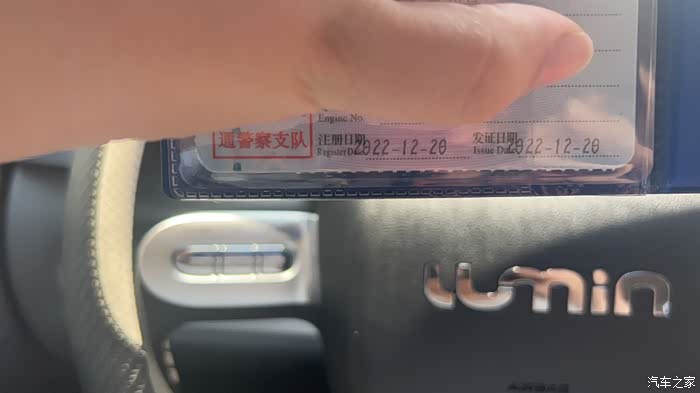 Engine No.
注册日期 2022-12-20 发证日期 2022-12-20
Register Date Issue Date
通警察支队
lumin
AIRBAG
汽车之家